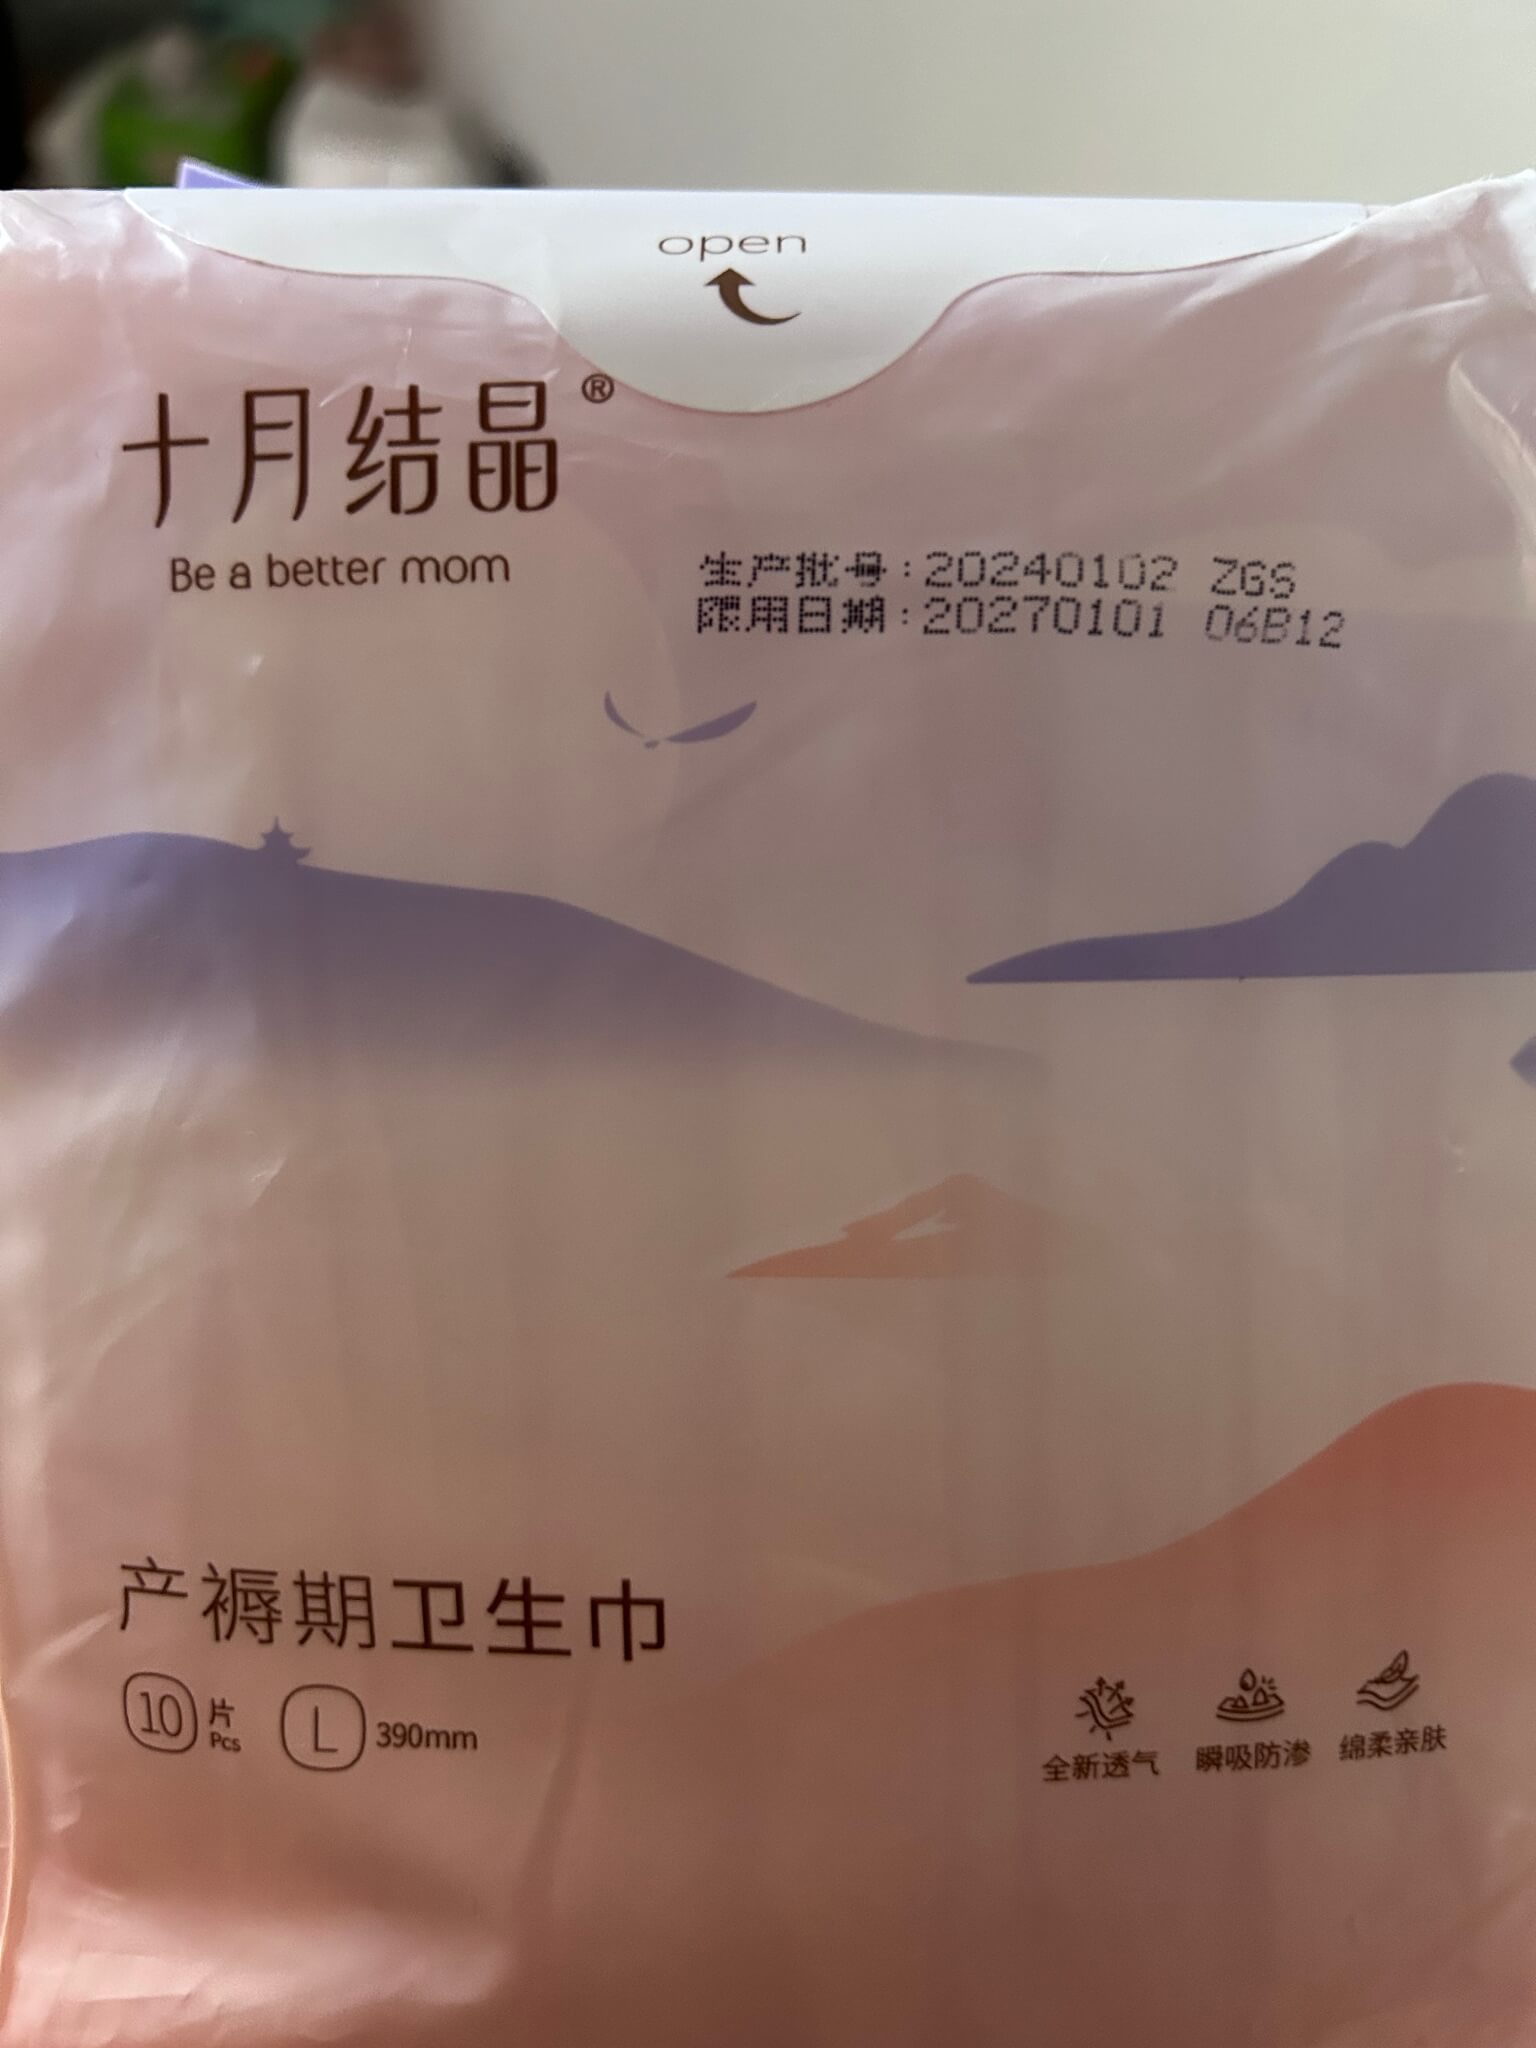 open
十月结晶®
Be a better mom
生产批号:20240102 ZGS
限用日期:20270101 06B12
产褥期卫生巾
10片 Pcs L 390mm
全新透气 瞬吸防渗 绵柔亲肤